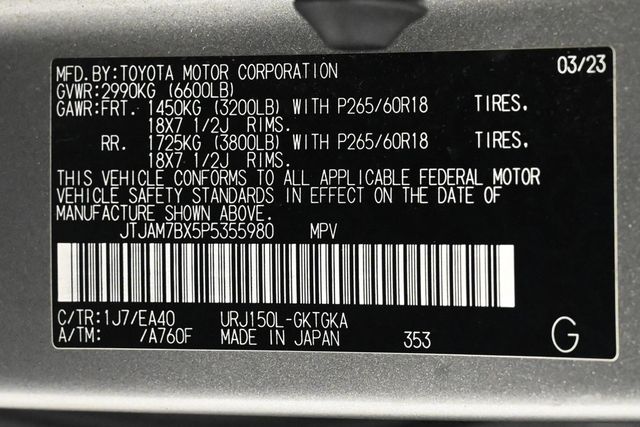 MFD.BY:TOYOTA MOTOR CORPORATION 03/23
GVWR:2990KG (6600LB)
GAWR:FRT. 1450KG (3200LB) WITH P265/60R18 TIRES.
18X7 1/2J RIMS.
RR. 1725KG (3800LB) WITH P265/60R18 TIRES.
18X7 1/2J RIMS.
THIS VEHICLE CONFORMS TO ALL APPLICABLE FEDERAL MOTOR
VEHICLE SAFETY STANDARDS IN EFFECT ON THE DATE OF
MANUFACTURE SHOWN ABOVE.
JTJAM7BX5P5355980 MPV
C/TR:1J7/EA40 URJ150L-GKTGKA
A/TM: /A760F MADE IN JAPAN 353 G